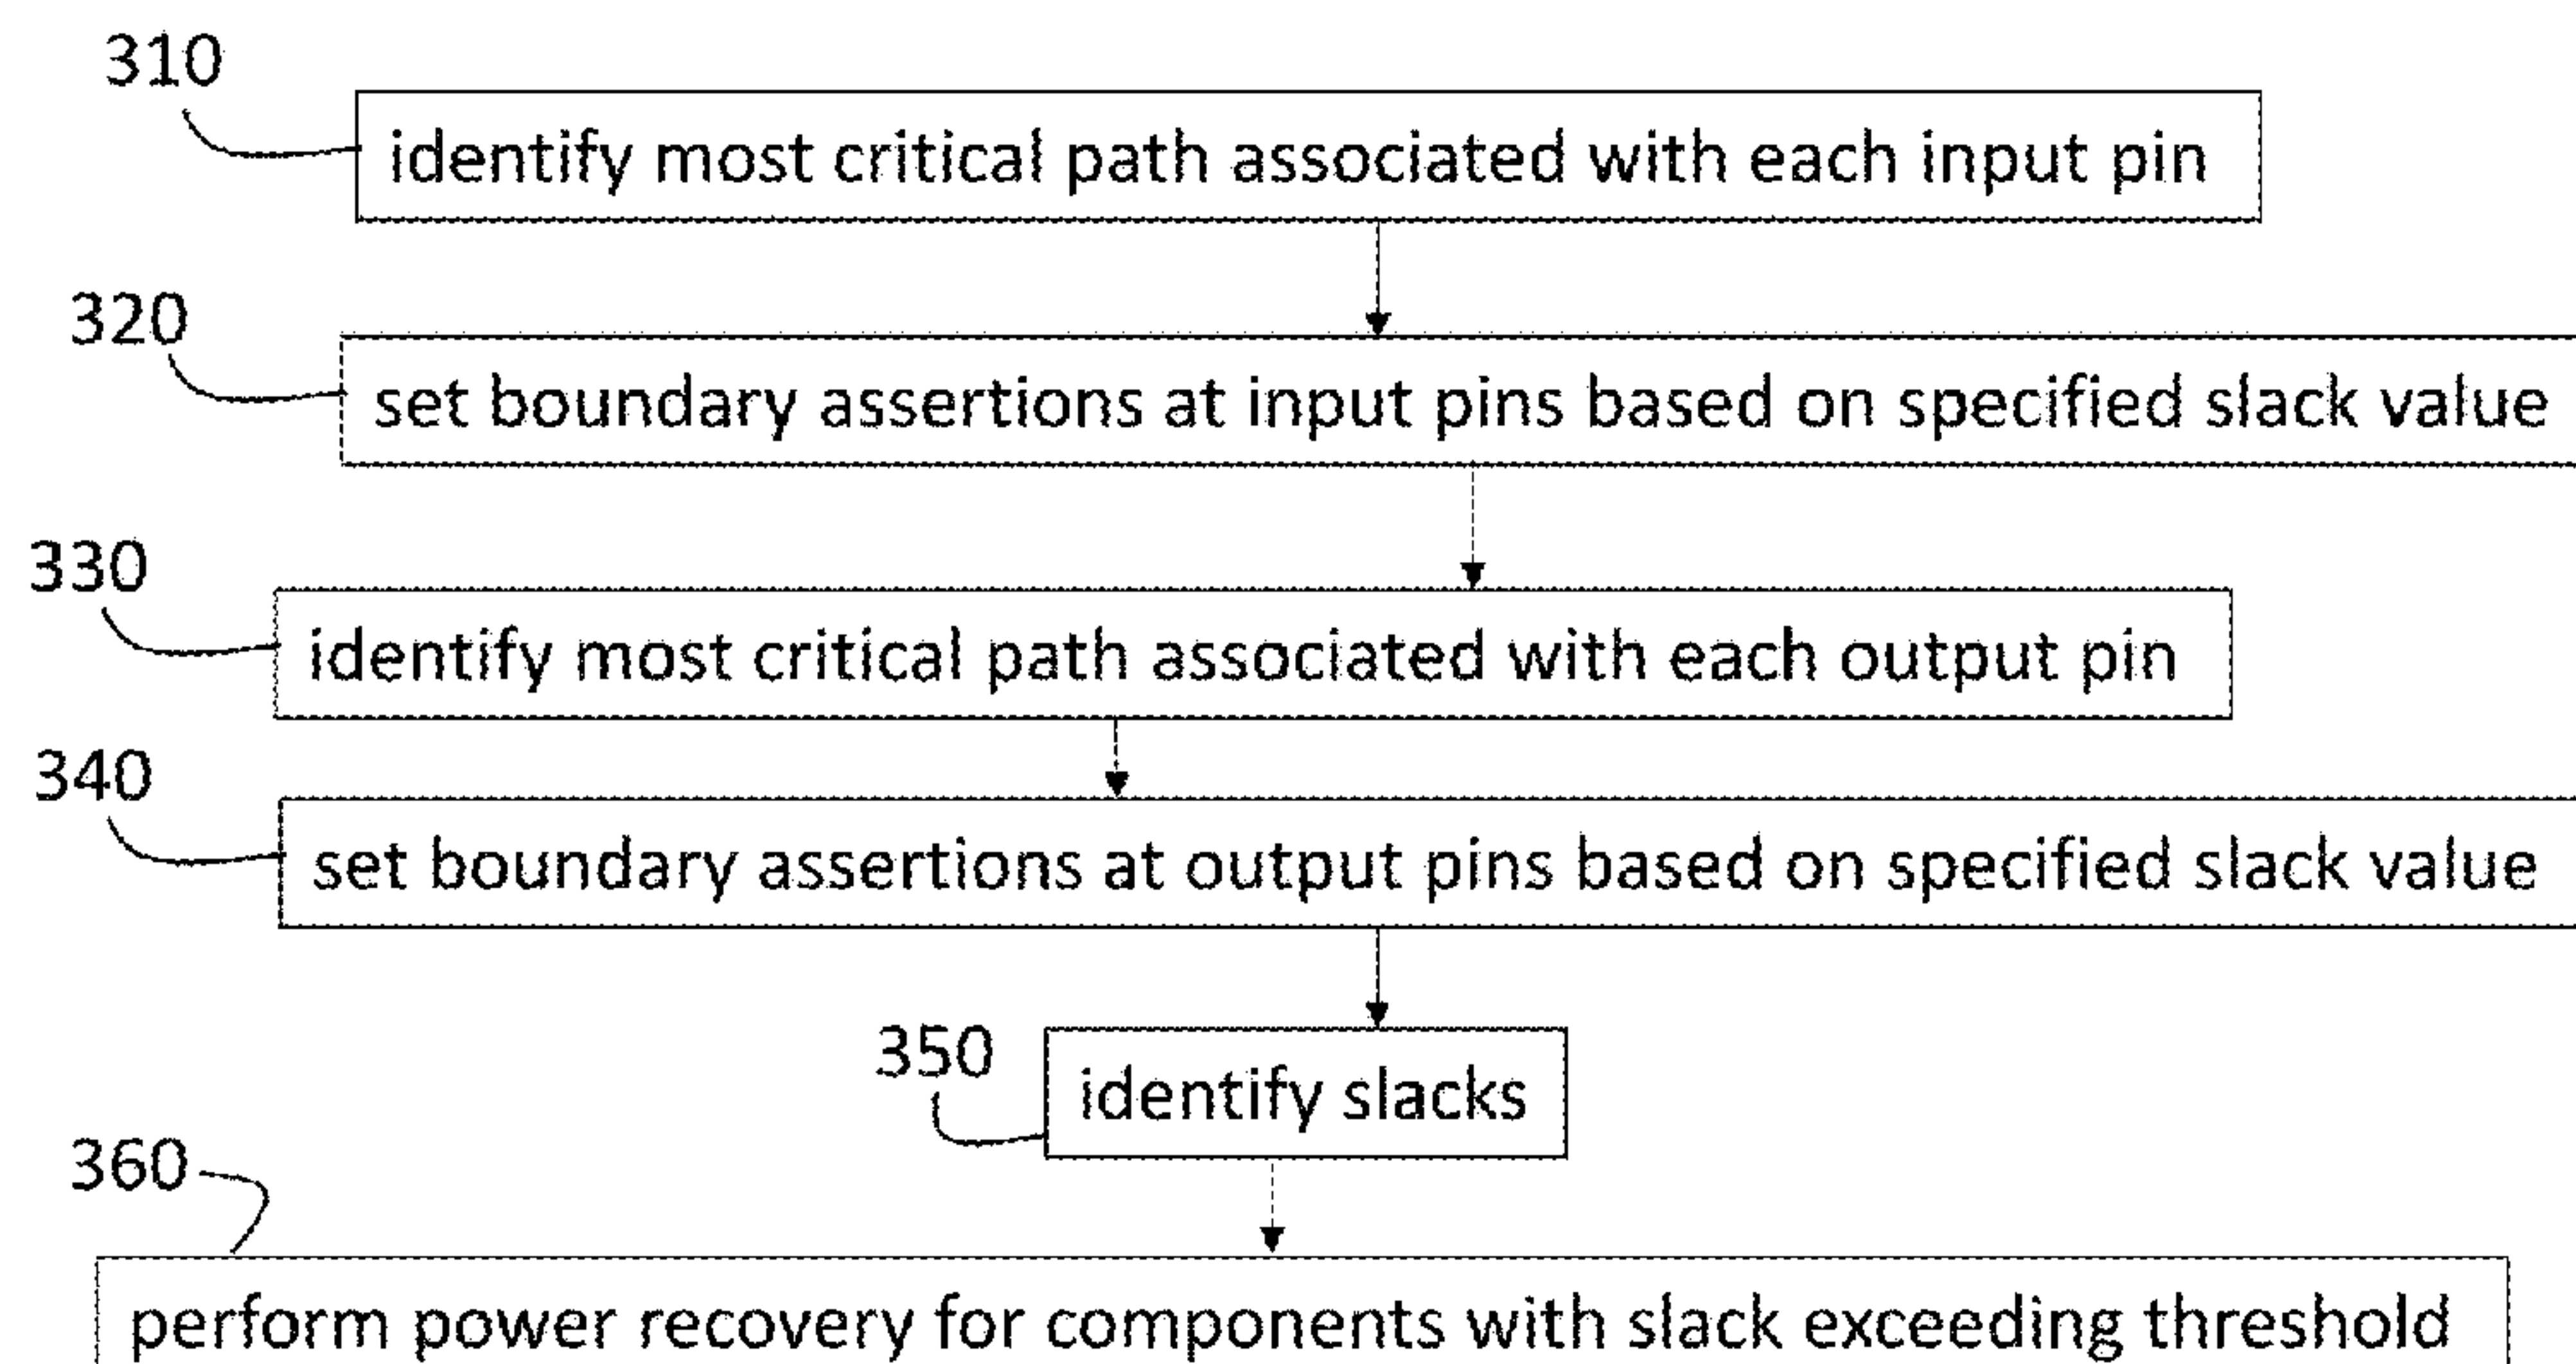 310
identify most critical path associated with each input pin
320
set boundary assertions at input pins based on specified slack value
330
identify most critical path associated with each output pin
340
set boundary assertions at output pins based on specified slack value
350
identify slacks
360
perform power recovery for components with slack exceeding threshold